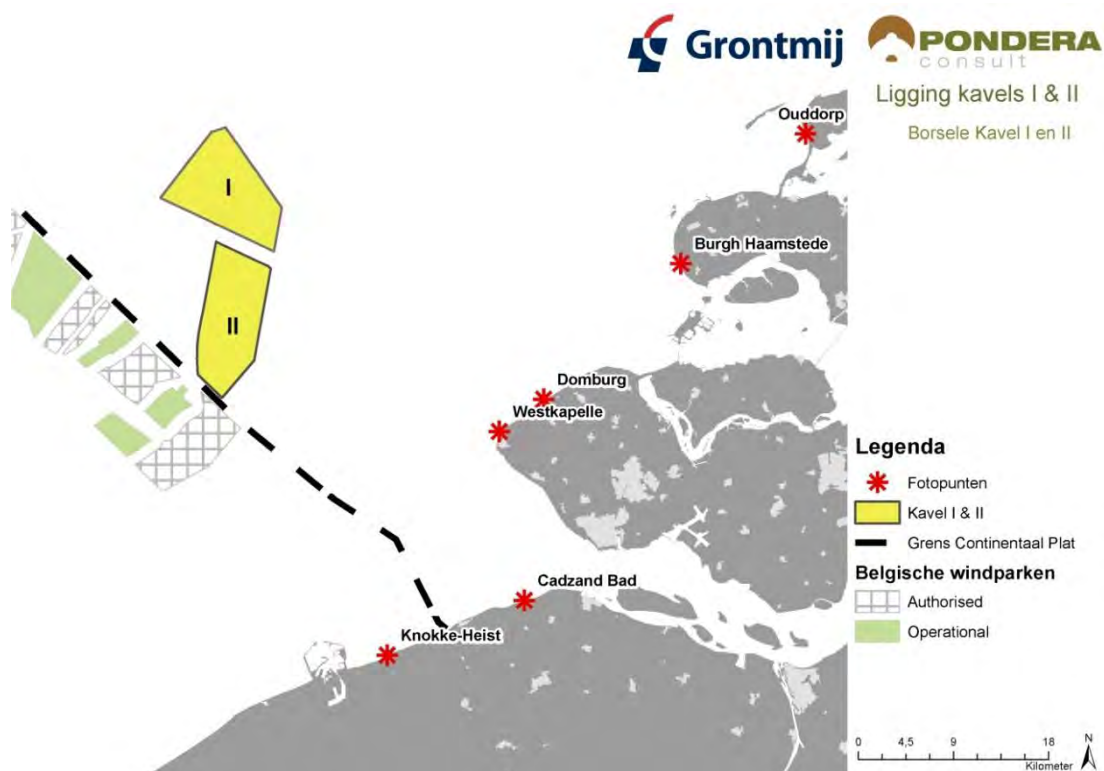 Grontmij
PONDERA
consult
Ligging kavels I & II
Borsele Kavel I en II
Ouddorp
Burgh Haamstede
I
II
Domburg
Westkapelle
Cadzand Bad
Knokke-Heist
Legenda
Fotopunten
Kavel I & II
Grens Continentaal Plat
Belgische windparken
Authorised
Operational
0 4,5 9 18
Kilometer
N